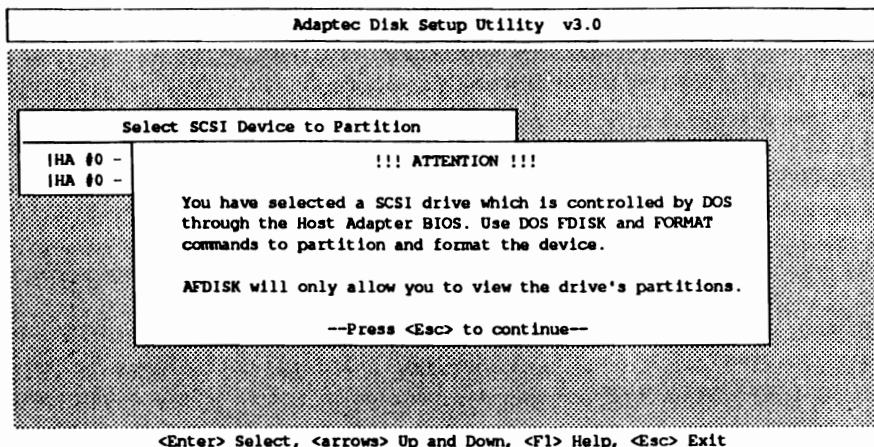 Adaptec Disk Setup Utility v3.0
Select SCSI Device to Partition
|HA #0 -
|HA #0 -
!!! ATTENTION !!!
You have selected a SCSI drive which is controlled by DOS
through the Host Adapter BIOS. Use DOS FDISK and FORMAT
commands to partition and format the device.
AFDISK will only allow you to view the drive's partitions.
--Press <Esc> to continue--
<Enter> Select, <arrows> Up and Down, <F1> Help, <Esc> Exit